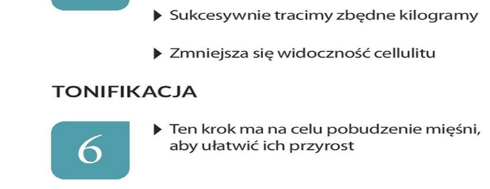 Sukcesywnie tracimy zbędne kilogramy
Zmniejsza się widoczność cellulitu
TONIFIKACJA
6
Ten krok ma na celu pobudzenie mięśni,
aby ułatwić ich przyrost